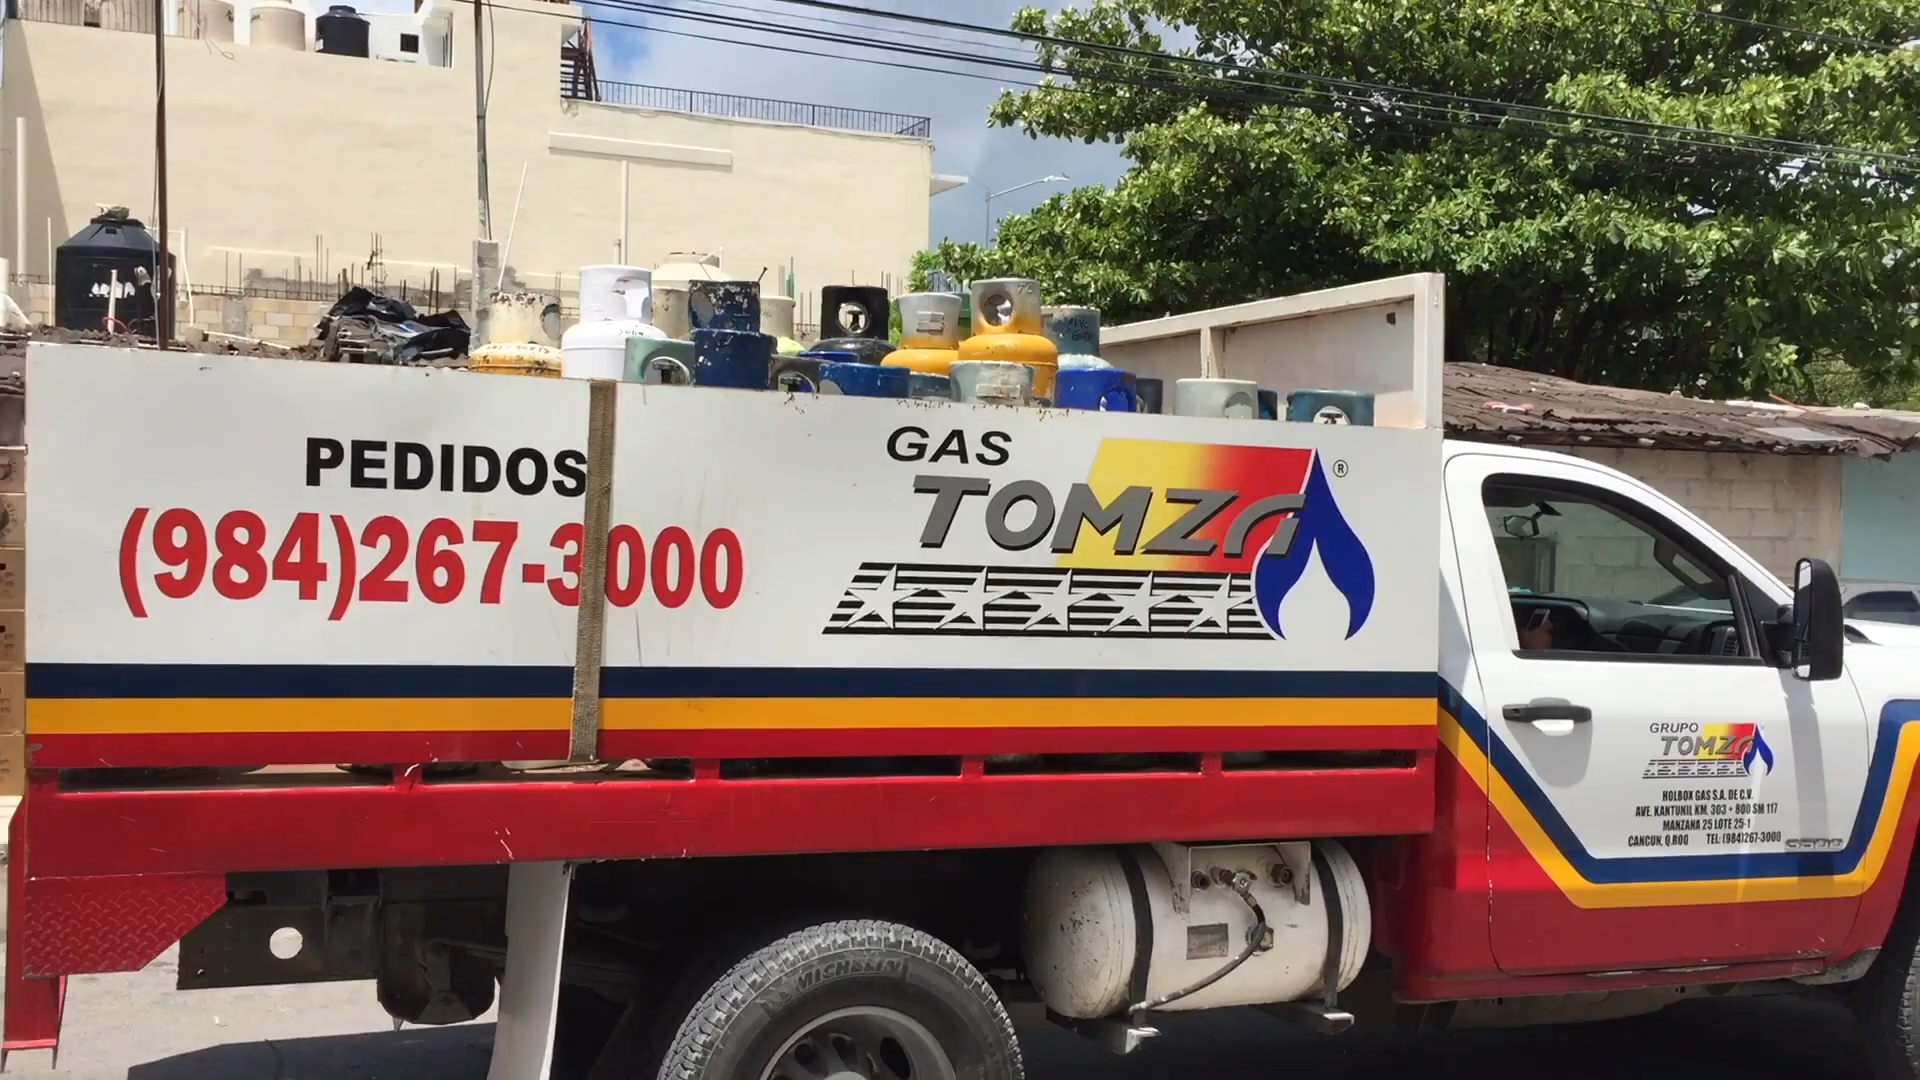 PEDIDOS
(984)267-3000
GAS
TOMZA
®
GRUPO
TOMZA
HOLBOX GAS S.A. DE C.V.
AVE. KANTUNIL KM. 303 + 800 SM 117
MANZANA 25 LOTE 25-1
CANCUN, Q.ROO TEL: (984)267-3000
3500
MICHELIN